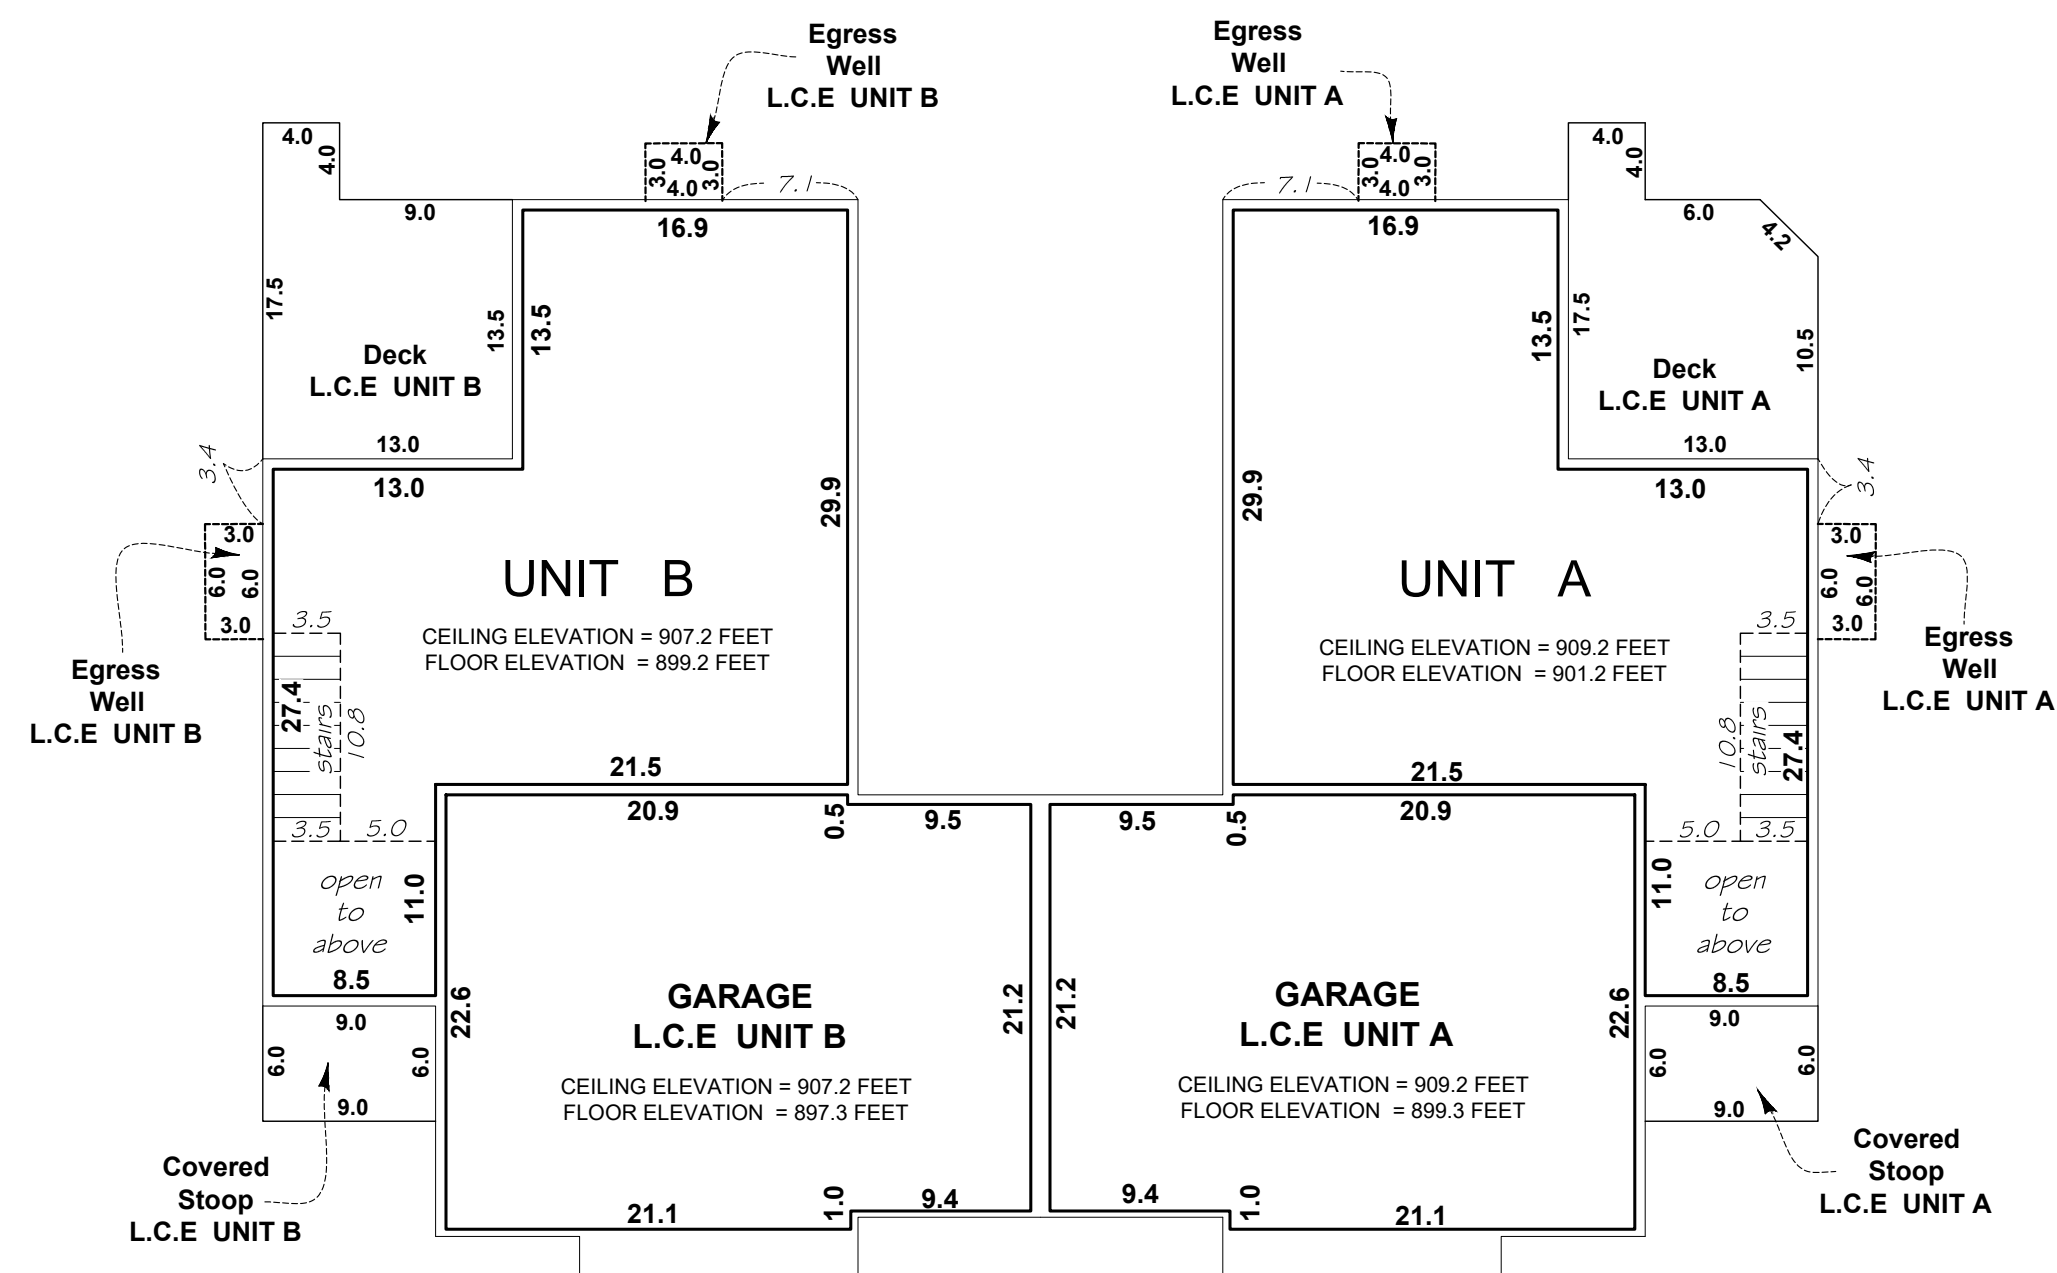 Egress
Well
L.C.E UNIT B
Egress
Well
L.C.E UNIT A
4.0
4.0
9.0
17.5
13.5
Deck
L.C.E UNIT B
13.0
3.0
4.0
3.0
4.0
7.1
16.9
13.5
13.0
29.9
3.4
3.0
6.0
6.0
3.0
Egress
Well
L.C.E UNIT B
UNIT B
CEILING ELEVATION = 907.2 FEET
FLOOR ELEVATION = 899.2 FEET
3.5
27.4
stairs
10.8
3.5
5.0
21.5
open
to
above
11.0
8.5
9.0
6.0
6.0
9.0
Covered
Stoop
L.C.E UNIT B
20.9
0.5
9.5
22.6
21.2
GARAGE
L.C.E UNIT B
CEILING ELEVATION = 907.2 FEET
FLOOR ELEVATION = 897.3 FEET
21.1
1.0
9.4
7.1
3.0
4.0
3.0
4.0
16.9
4.0
4.0
6.0
4.2
17.5
10.5
Deck
L.C.E UNIT A
13.0
13.5
13.0
29.9
3.4
3.0
6.0
6.0
3.0
Egress
Well
L.C.E UNIT A
UNIT A
CEILING ELEVATION = 909.2 FEET
FLOOR ELEVATION = 901.2 FEET
3.5
10.8
stairs
27.4
5.0
3.5
21.5
open
to
above
11.0
8.5
9.0
6.0
6.0
9.0
Covered
Stoop
L.C.E UNIT A
9.5
0.5
20.9
21.2
22.6
GARAGE
L.C.E UNIT A
CEILING ELEVATION = 909.2 FEET
FLOOR ELEVATION = 899.3 FEET
9.4
1.0
21.1